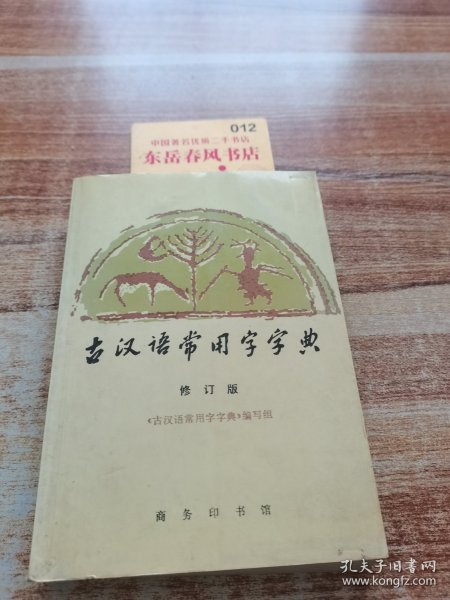 012
中国著名优质二手书店
东岳春风书店
古汉语常用字字典
修订版
《古汉语常用字字典》编写组
商务印书馆
孔夫子旧书网
www.kongfz.com